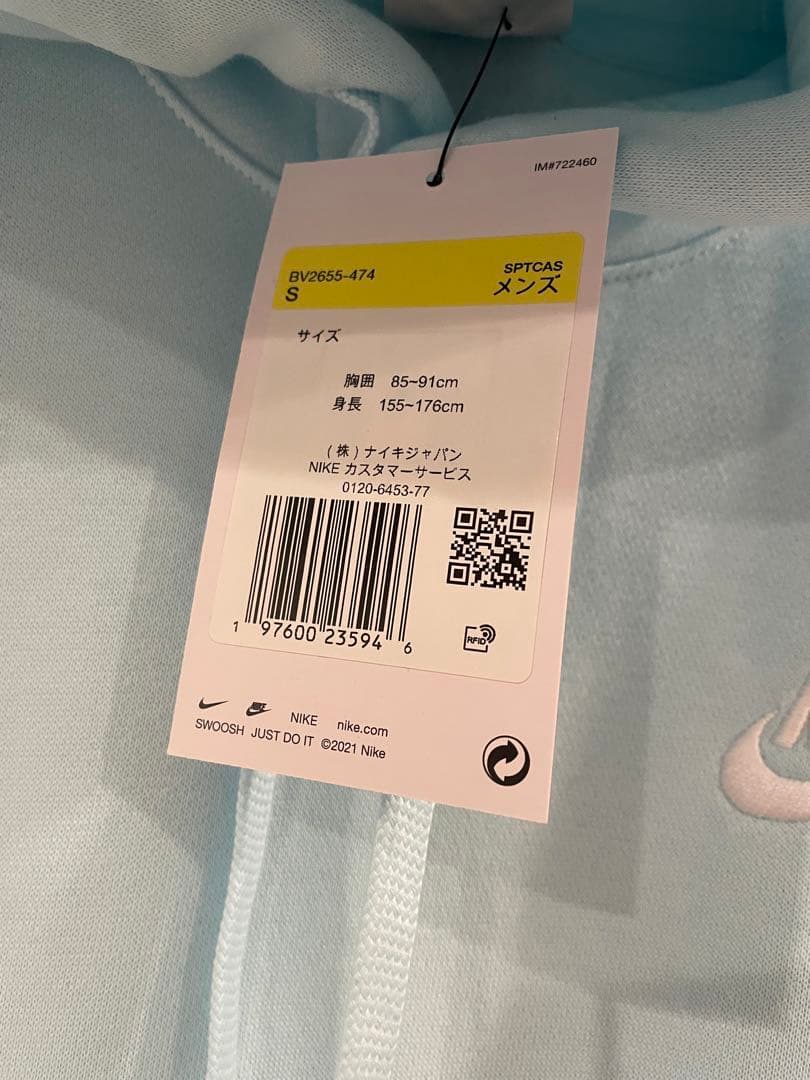 IM#722460
BV2655-474
SPTCAS
S
メンズ
サイズ
胸囲 85~91cm
身長 155~176cm
(株)ナイキジャパン
NIKE カスタマーサービス
0120-6453-77
1 97600 23594 6
RFID
NIKE NIKE nike.com
SWOOSH JUST DO IT ©2021 Nike